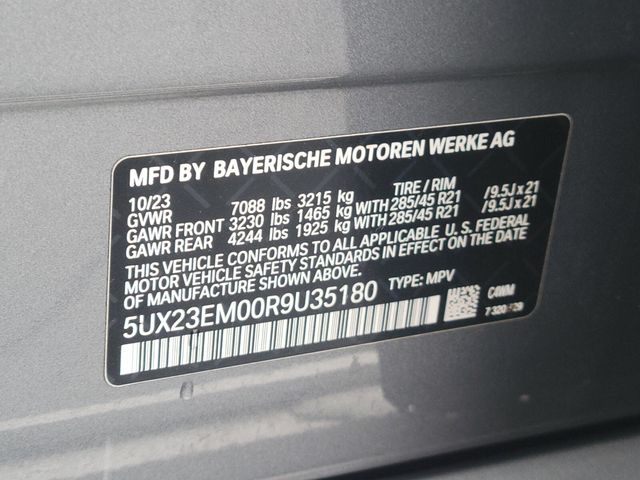 MFD BY BAYERISCHE MOTOREN WERKE AG
10/23 TIRE / RIM
GVWR 7088 lbs 3215 kg
GAWR FRONT 3230 lbs 1465 kg WITH 285/45 R21 /9.5J x 21
GAWR REAR 4244 lbs 1925 kg WITH 285/45 R21 /9.5J x 21
THIS VEHICLE CONFORMS TO ALL APPLICABLE U. S. FEDERAL
MOTOR VEHICLE SAFETY STANDARDS IN EFFECT ON THE DATE
OF MANUFACTURE SHOWN ABOVE.
5UX23EM00R9U35180 TYPE: MPV
C4WM
7 320